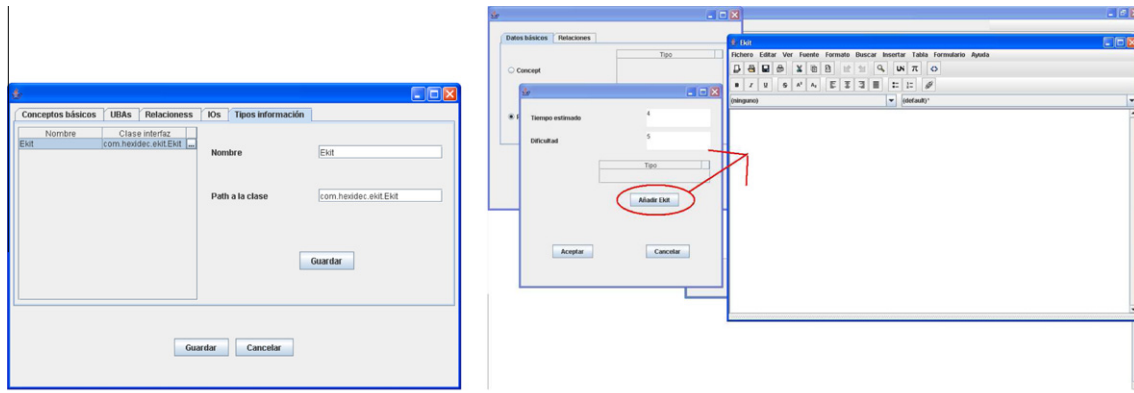 Conceptos básicos UBAs Relacioness IOs Tipos información
Nombre Clase interfaz
Ekit com.hexidec.ekit.Ekit ...
Nombre Ekit
Path a la clase com.hexidec.ekit.Ekit
Guardar
Guardar Cancelar
Datos básicos Relaciones
Tipo
Concept
Tiempo estimado 4
Dificultad 5
Tipo
Añadir Ekit
Aceptar Cancelar
Ekit
Fichero Editar Ver Fuente Formato Buscar Insertar Tabla Formulario Ayuda
(ninguno) (default)*